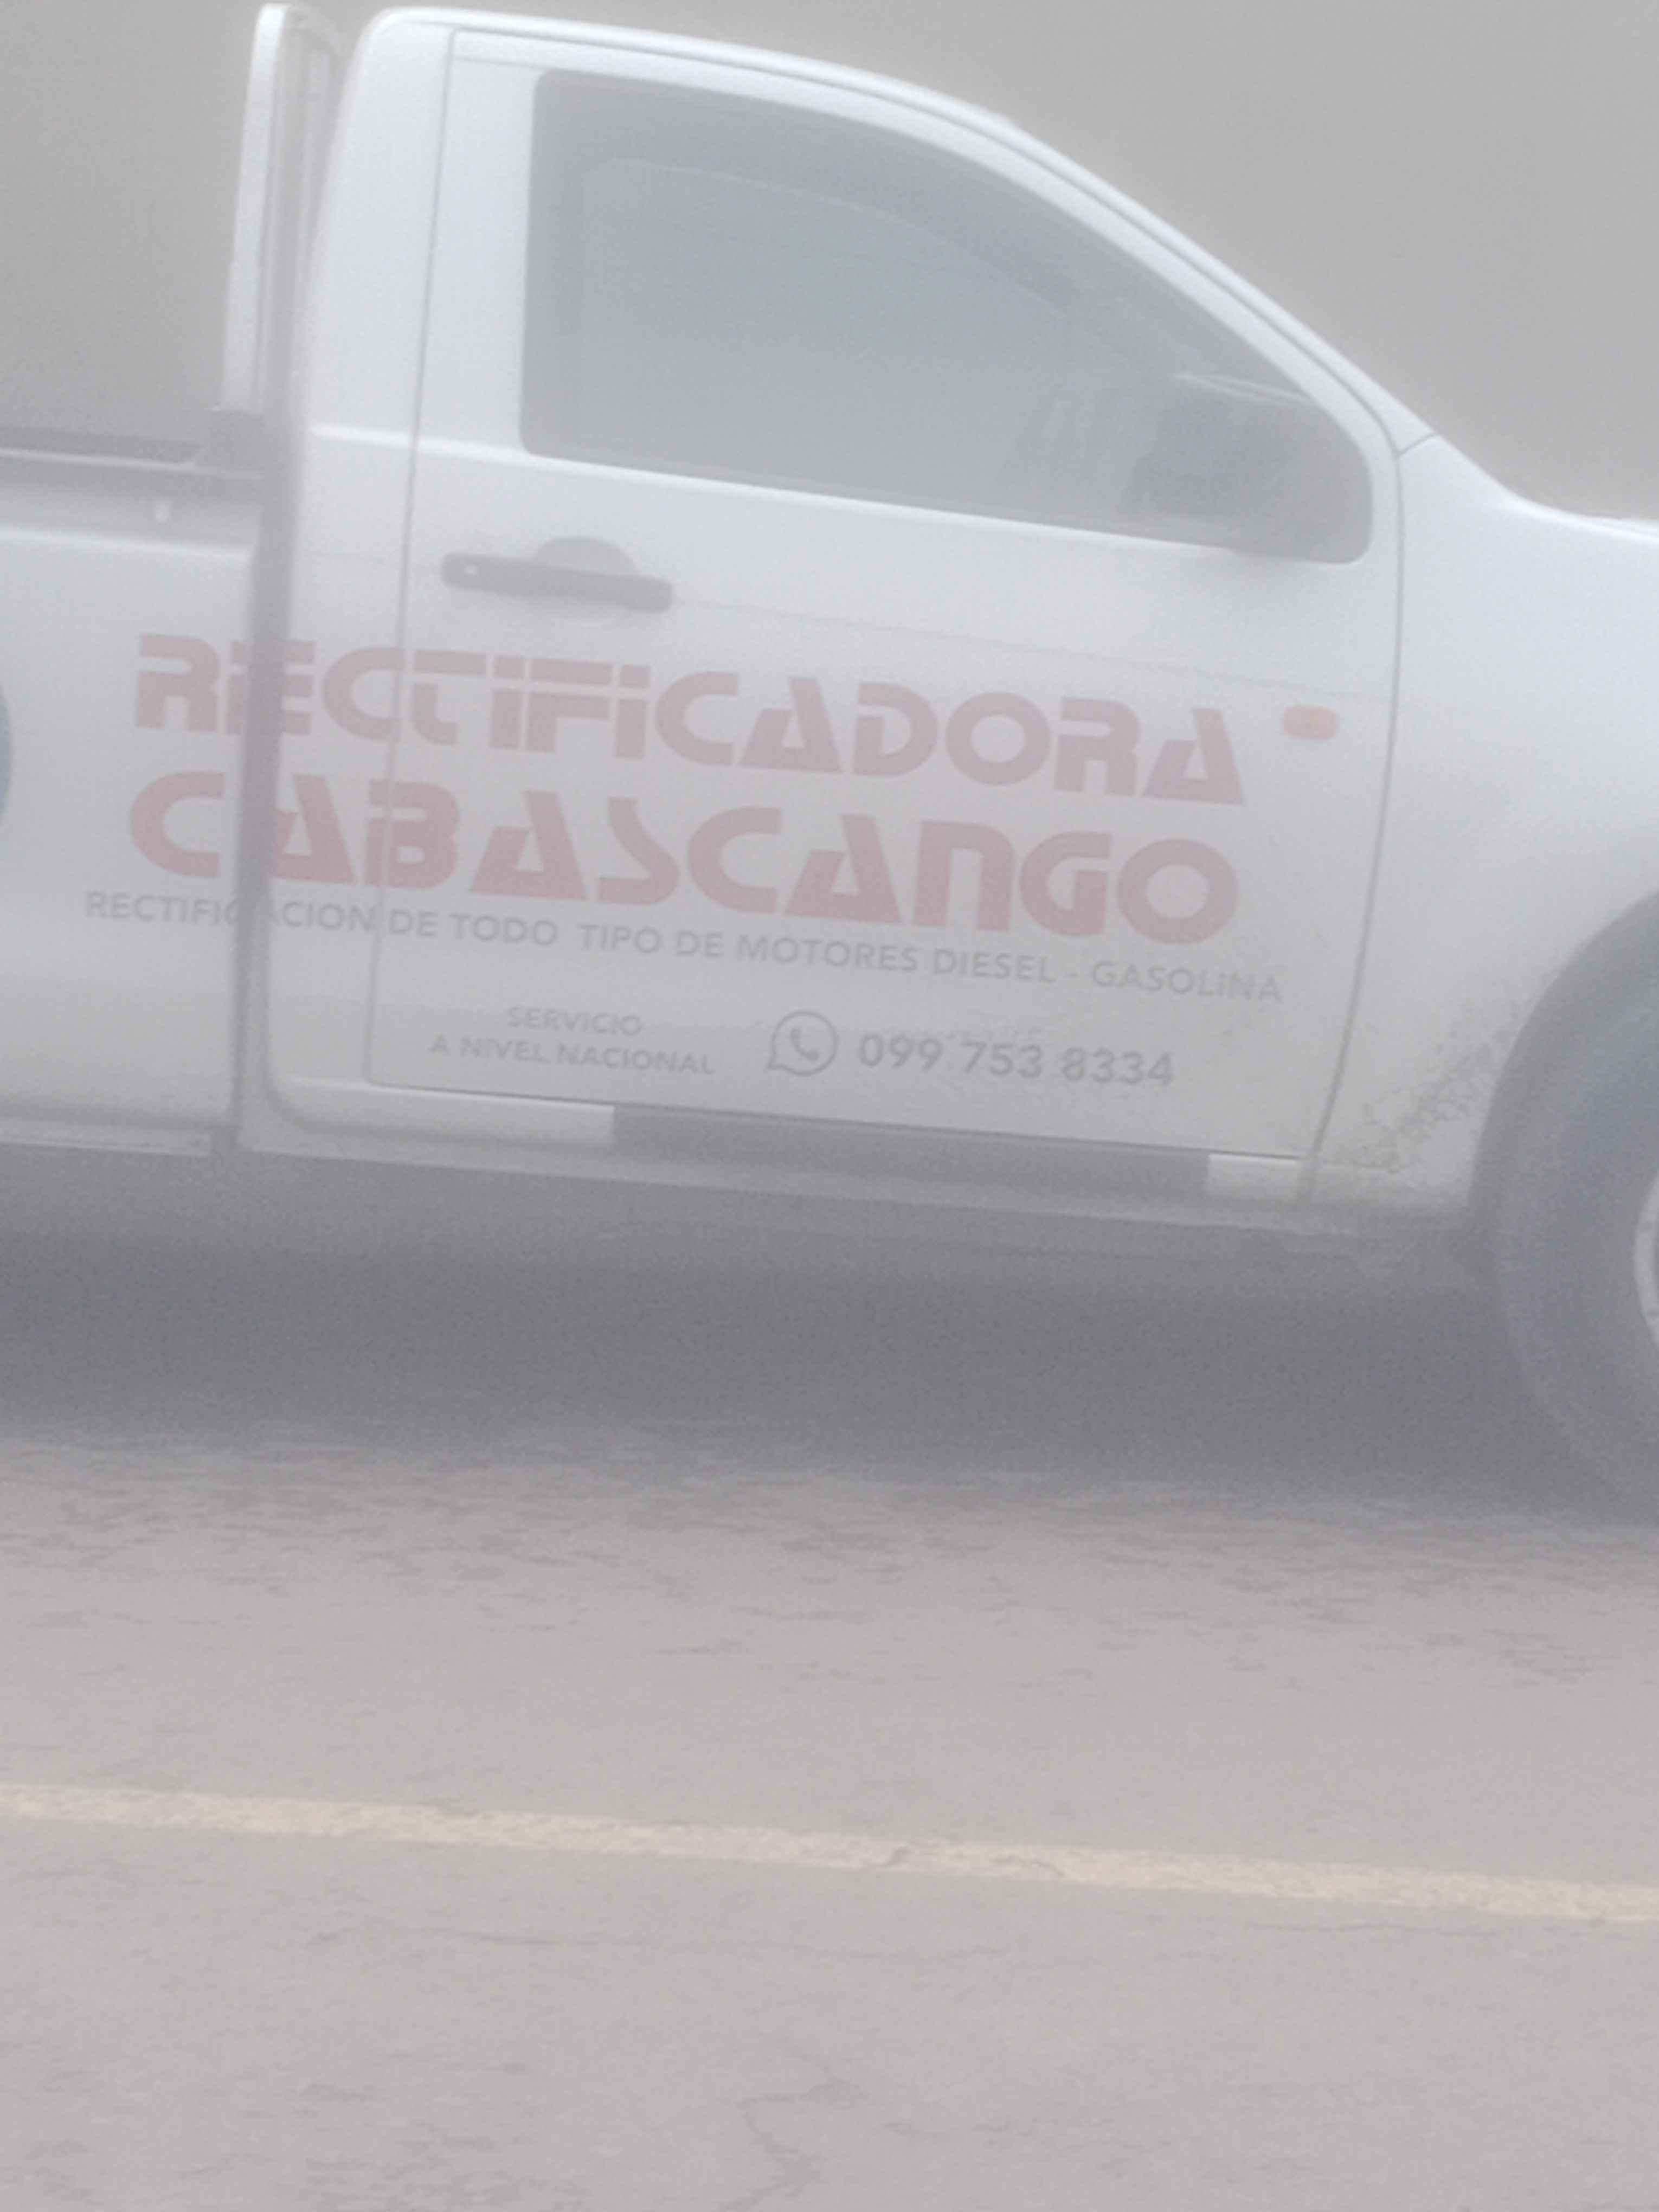 RECTIFICADORA
CABASCANGO
RECTIFICACION DE TODO TIPO DE MOTORES DIESEL - GASOLINA
SERVICIO
A NIVEL NACIONAL
099 753 8334